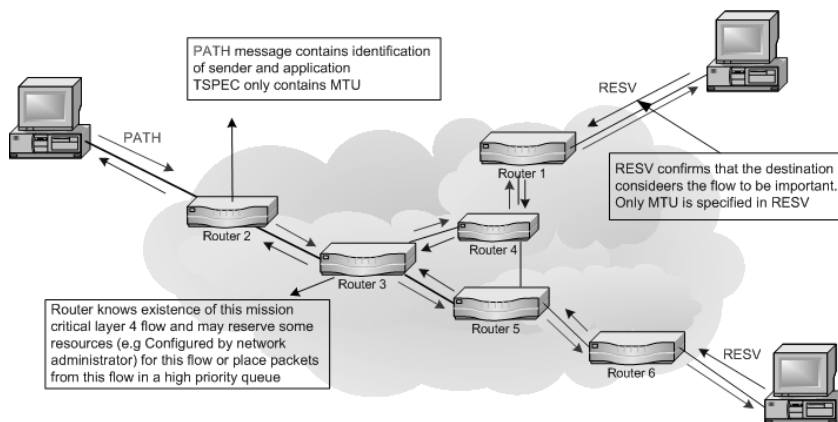 PATH message contains identification
of sender and application
TSPEC only contains MTU
RESV
PATH
Router 1
RESV confirms that the destination
consideers the flow to be important.
Only MTU is specified in RESV
Router 2
Router 4
Router 3
Router knows existence of this mission
critical layer 4 flow and may reserve some
resources (e.g Configured by network
administrator) for this flow or place packets
from this flow in a high priority queue
Router 5
Router 6
RESV